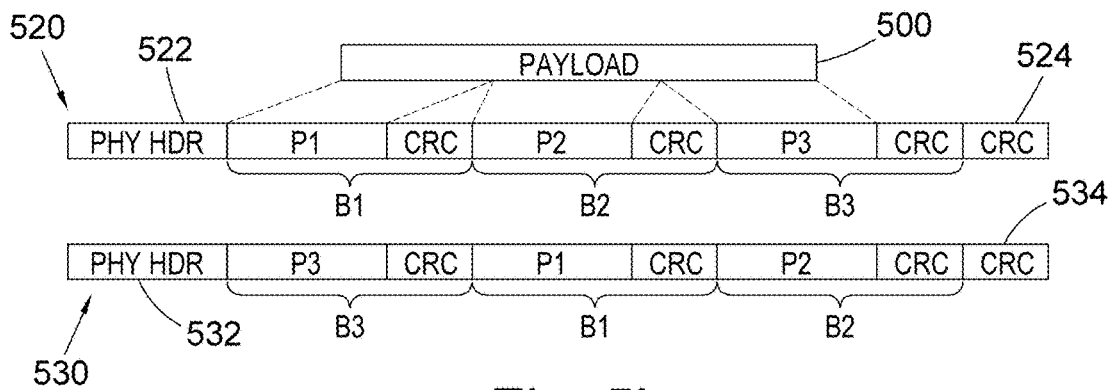 520
522
500
PAYLOAD
524
PHY HDR P1 CRC P2 CRC P3 CRC CRC
B1 B2 B3
534
PHY HDR P3 CRC P1 CRC P2 CRC CRC
B3 B1 B2
532
530